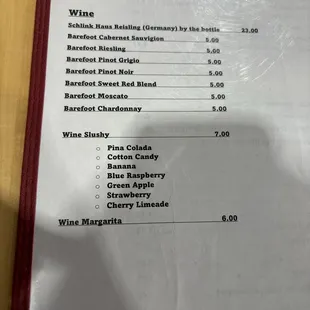 Wine
Schlink Haus Reisling (Germany) by the bottle 23.00
Barefoot Cabernet Sauvigion 5.00
Barefoot Riesling 5.00
Barefoot Pinot Grigio 5.00
Barefoot Pinot Noir 5.00
Barefoot Sweet Red Blend 5.00
Barefoot Moscato 5.00
Barefoot Chardonnay 5.00
Wine Slushy 7.00
Pina Colada
Cotton Candy
Banana
Blue Raspberry
Green Apple
Strawberry
Cherry Limeade
Wine Margarita 6.00